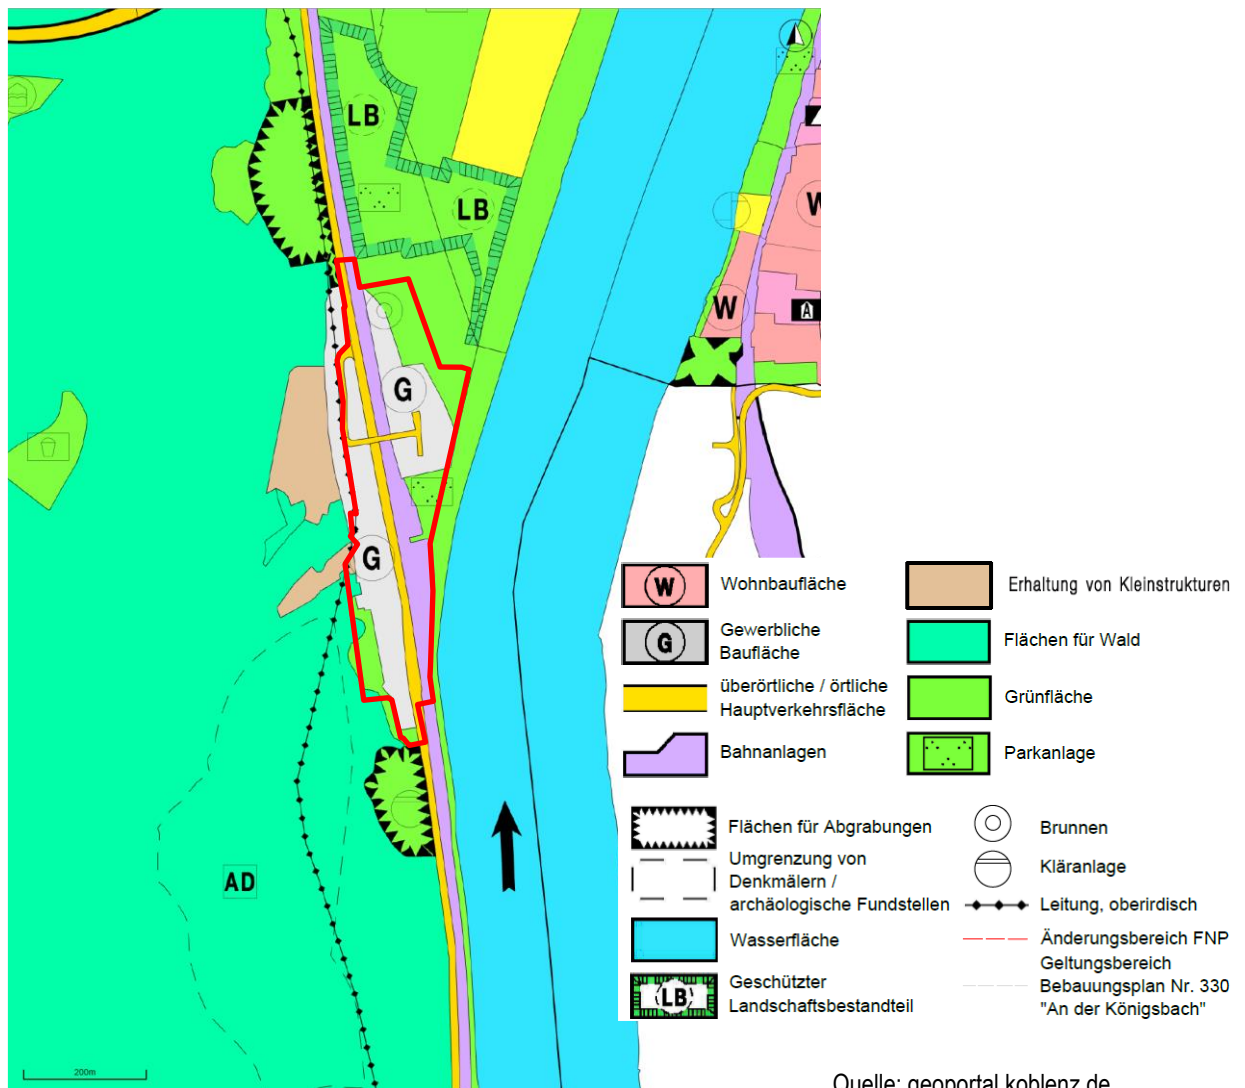 LB
LB
W
W
A
G
G
AD
200m
W
Wohnbaufläche
G
Gewerbliche
Baufläche
überörtliche / örtliche
Hauptverkehrsfläche
Bahnanlagen
Erhaltung von Kleinstrukturen
Flächen für Wald
Grünfläche
Parkanlage
Flächen für Abgrabungen
Umgrenzung von
Denkmälern /
archäologische Fundstellen
Wasserfläche
LB
Geschützter
Landschaftsbestandteil
Brunnen
Kläranlage
Leitung, oberirdisch
Änderungsbereich FNP
Geltungsbereich
Bebauungsplan Nr. 330
"An der Königsbach"
Quelle: geoportal.koblenz.de